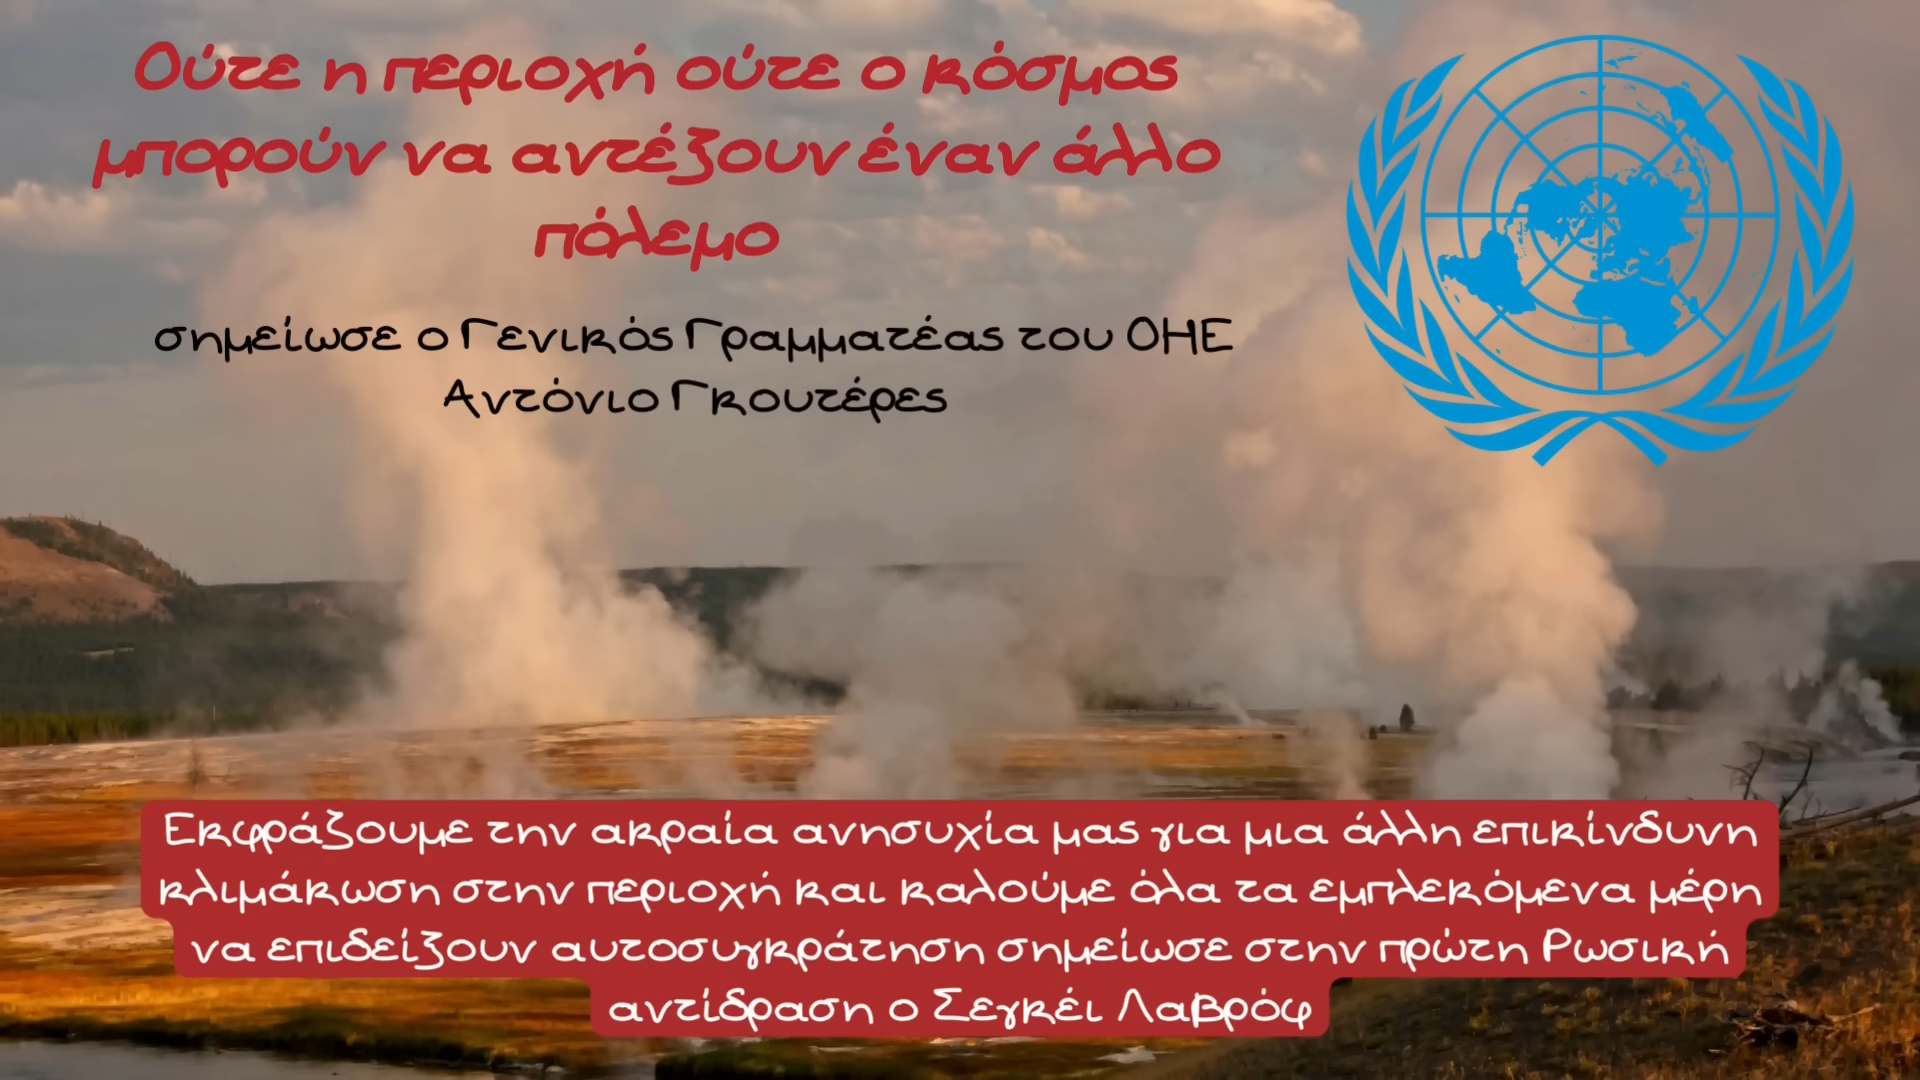 Ούτε η περιοχή ούτε ο κόσμος
μπορούν να αντέξουν έναν άλλο
πόλεμο
σημείωσε ο Γενικός Γραμματέας του ΟΗΕ
Αντόνιο Γκουτέρες
Εκφράζουμε την ακραία ανησυχία μας για μια άλλη επικίνδυνη
κλιμάκωση στην περιοχή και καλούμε όλα τα εμπλεκόμενα μέρη
να επιδείξουν αυτοσυγκράτηση σημείωσε στην πρώτη Ρωσική
αντίδραση ο Σεγκέι Λαβρόφ